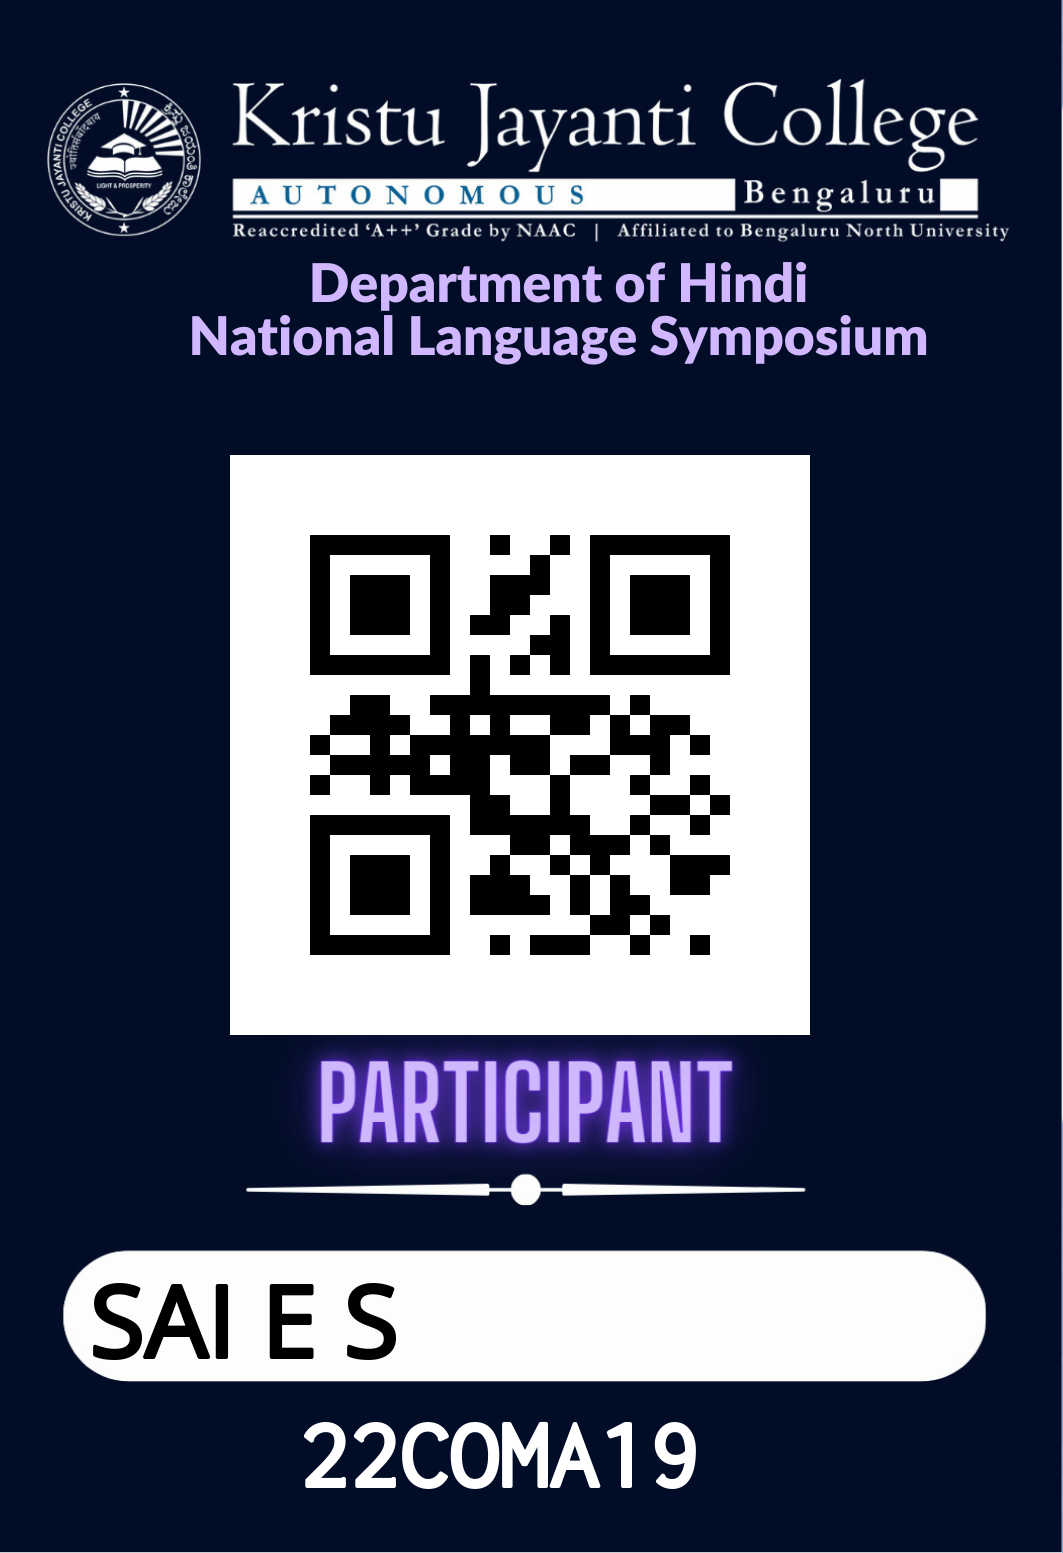 Kristu Jayanti College
AUTONOMOUS Bengaluru
Reaccredited ‘A++’ Grade by NAAC | Affiliated to Bengaluru North University
KRISTU JAYANTI COLLEGE
LIGHT & PROSPERITY
Department of Hindi
National Language Symposium
PARTICIPANT
SAI E S
22COMA19